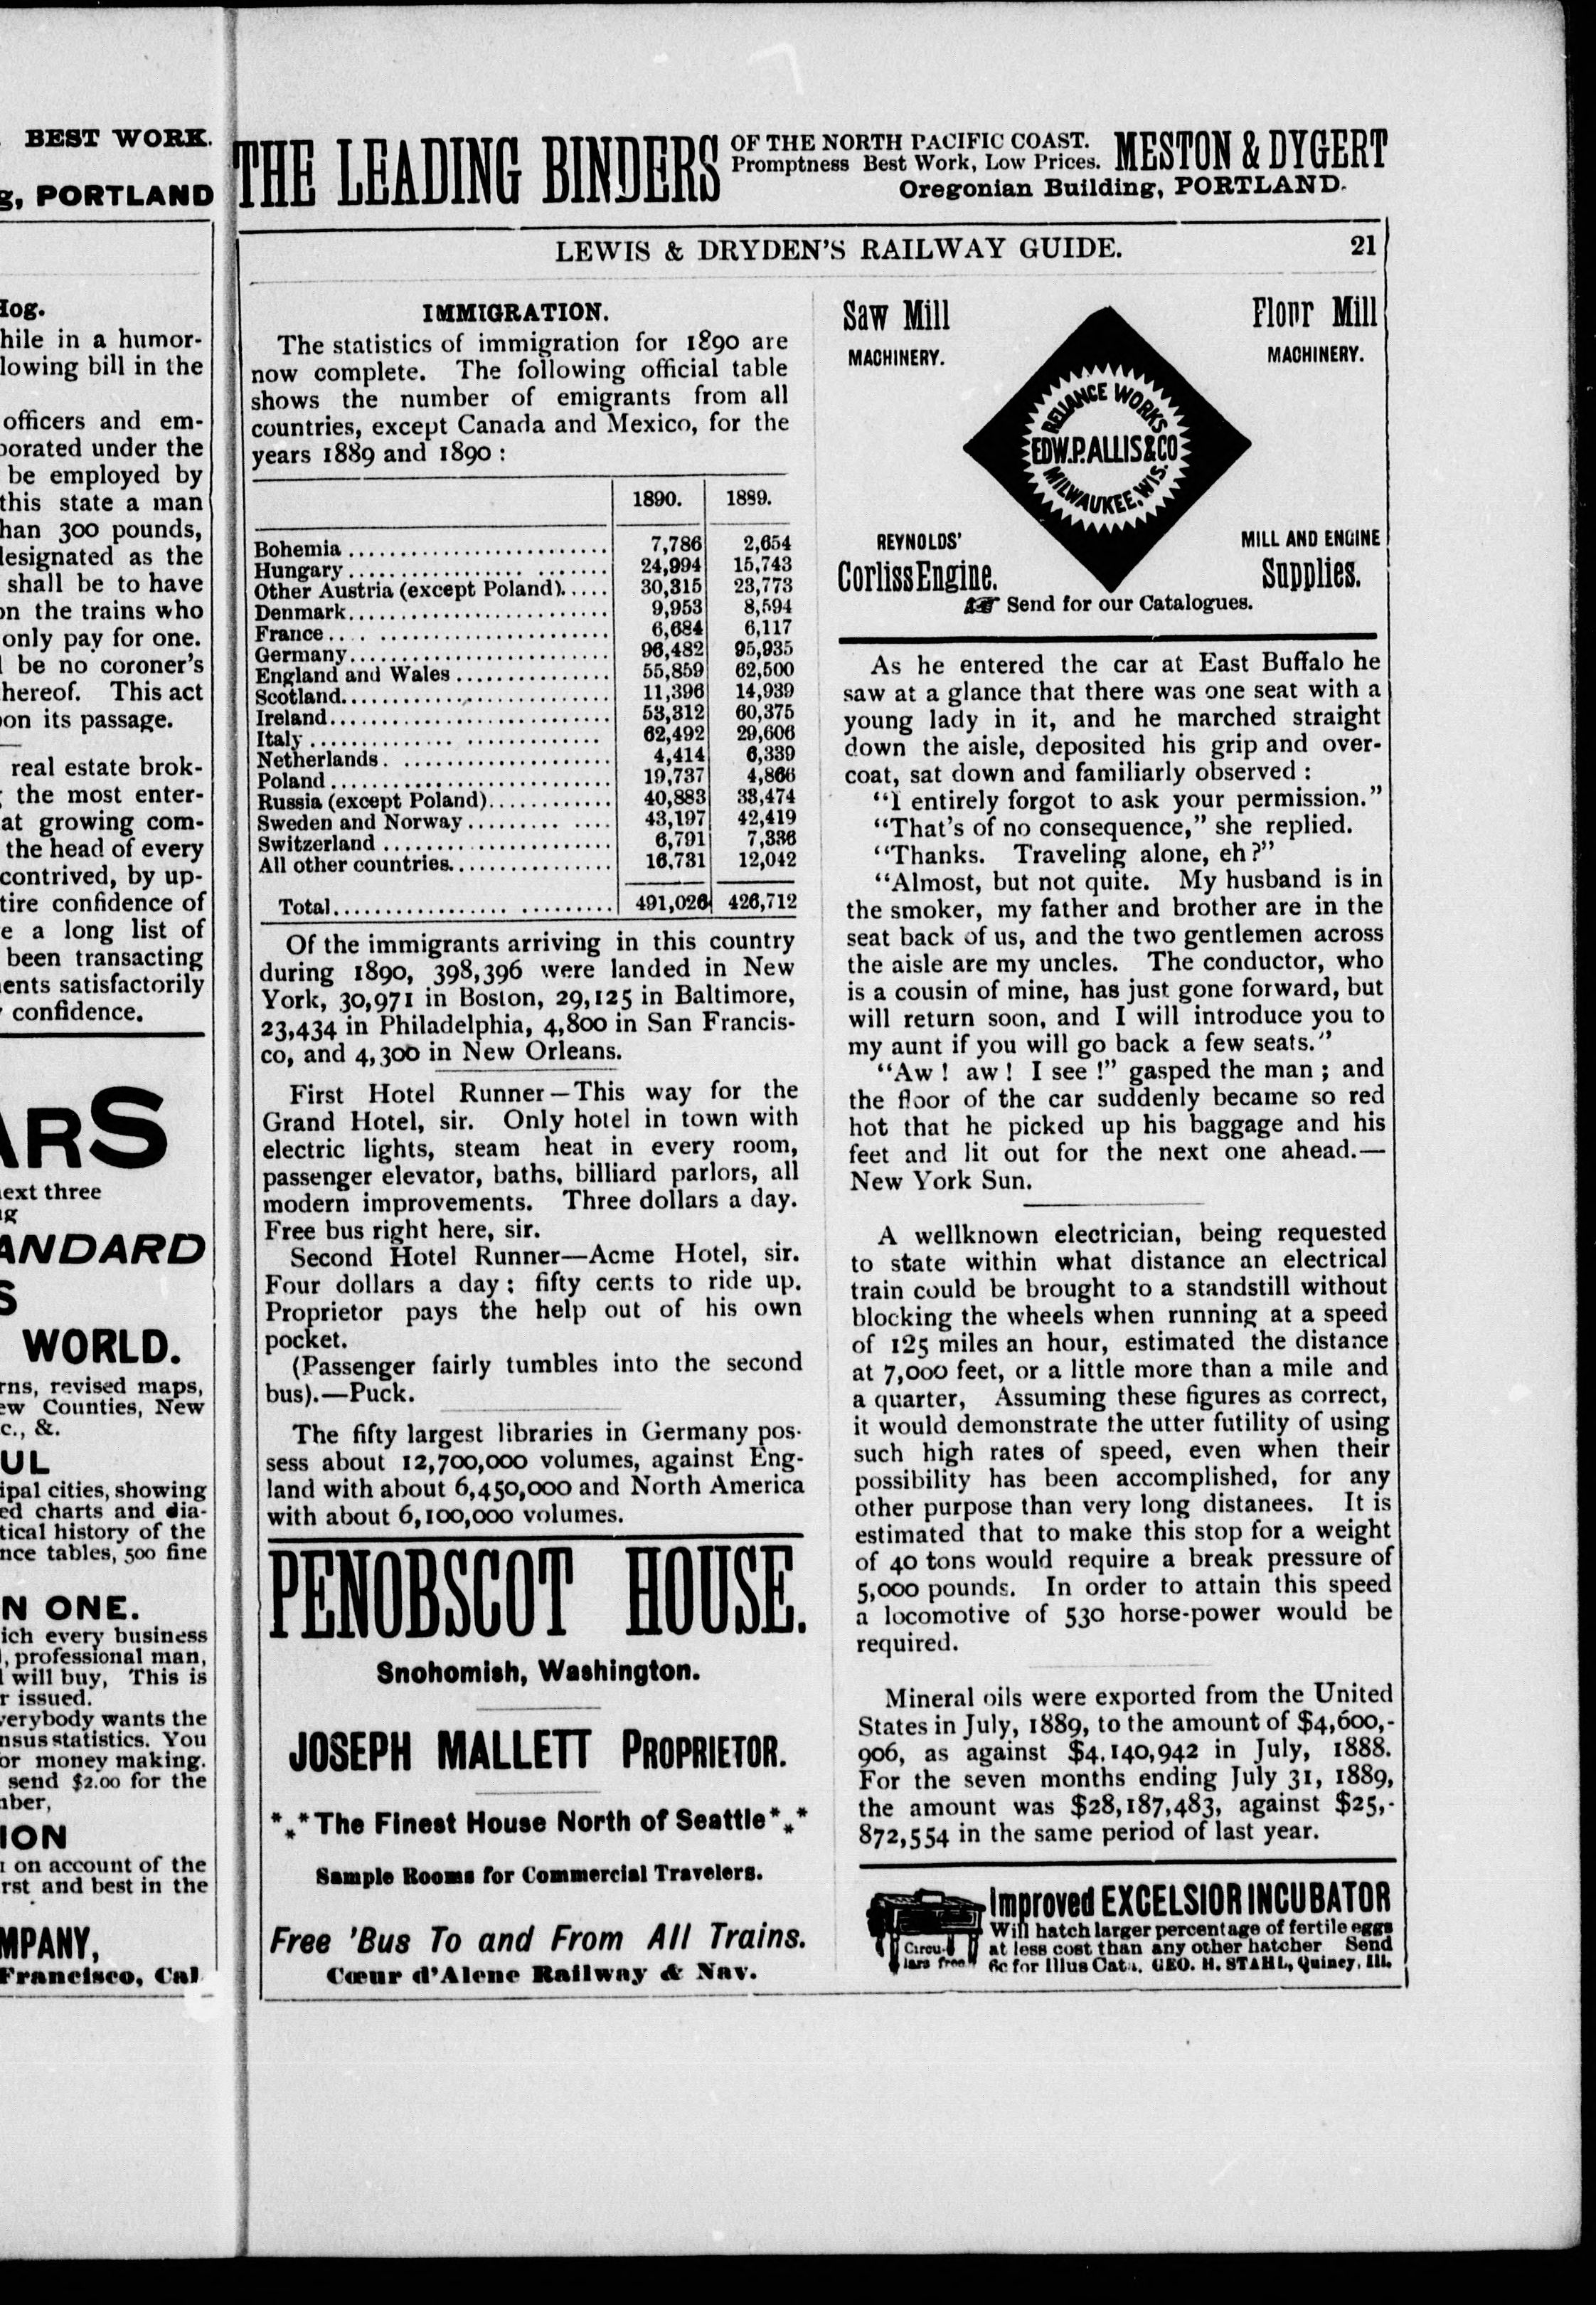 BEST WORK.
g, PORTLAND
Hog.
hile in a humor-
lowing bill in the
officers and em-
porated under the
be employed by
this state a man
han 300 pounds,
designated as the
shall be to have
on the trains who
only pay for one.
be no coroner's
hereof. This act
on its passage.
real estate brok-
the most enter-
at growing com-
the head of every
contrived, by up-
tire confidence of
e a long list of
been transacting
ents satisfactorily
confidence.
ARS
ext three
ANDARD
S
WORLD.
rns, revised maps,
ew Counties, New
c., &.
UL
ipal cities, showing
ed charts and dia-
tical history of the
nce tables, 500 fine
N ONE.
ich every business
, professional man,
will buy, This is
r issued.
verybody wants the
nsus statistics. You
or money making.
send $2.00 for the
ber,
ION
on account of the
rst and best in the
MPANY,
Francisco, Cal
THE LEADING BINDERS OF THE NORTH PACIFIC COAST. MESTON & DYGERT
Promptness Best Work, Low Prices.
Oregonian Building, PORTLAND.
LEWIS & DRYDEN'S RAILWAY GUIDE. 21
IMMIGRATION.
The statistics of immigration for 1890 are
now complete. The following official table
shows the number of emigrants from all
countries, except Canada and Mexico, for the
years 1889 and 1890 :
1890. 1889.
Bohemia 7,786 2,654
Hungary 24,994 15,743
Other Austria (except Poland) 30,315 23,773
Denmark 9,953 8,594
France 6,684 6,117
Germany 96,482 95,935
England and Wales 55,859 62,500
Scotland 11,396 14,939
Ireland 53,312 60,375
Italy 62,492 29,606
Netherlands 4,414 6,339
Poland 19,737 4,866
Russia (except Poland) 40,883 33,474
Sweden and Norway 43,197 42,419
Switzerland 6,791 7,336
All other countries 16,731 12,042
Total 491,026 426,712
Of the immigrants arriving in this country
during 1890, 398,396 were landed in New
York, 30,971 in Boston, 29,125 in Baltimore,
23,434 in Philadelphia, 4,800 in San Francis-
co, and 4,300 in New Orleans.
First Hotel Runner—This way for the
Grand Hotel, sir. Only hotel in town with
electric lights, steam heat in every room,
passenger elevator, baths, billiard parlors, all
modern improvements. Three dollars a day.
Free bus right here, sir.
Second Hotel Runner—Acme Hotel, sir.
Four dollars a day; fifty cents to ride up.
Proprietor pays the help out of his own
pocket.
(Passenger fairly tumbles into the second
bus).—Puck.
The fifty largest libraries in Germany pos-
sess about 12,700,000 volumes, against Eng-
land with about 6,450,000 and North America
with about 6,100,000 volumes.
PENOBSCOT HOUSE.
Snohomish, Washington.
JOSEPH MALLETT PROPRIETOR.
*⁎*The Finest House North of Seattle*⁎*
Sample Rooms for Commercial Travelers.
Free 'Bus To and From All Trains.
Cœur d'Alene Railway & Nav.
Saw Mill
MACHINERY.
Flour Mill
MACHINERY.
RELIANCE WORKS
EDW.P.ALLIS&CO
MILWAUKEE, WIS.
REYNOLDS'
Corliss Engine.
MILL AND ENGINE
Supplies.
Send for our Catalogues.
As he entered the car at East Buffalo he
saw at a glance that there was one seat with a
young lady in it, and he marched straight
down the aisle, deposited his grip and over-
coat, sat down and familiarly observed :
“I entirely forgot to ask your permission.”
“That's of no consequence,” she replied.
“Thanks. Traveling alone, eh?”
“Almost, but not quite. My husband is in
the smoker, my father and brother are in the
seat back of us, and the two gentlemen across
the aisle are my uncles. The conductor, who
is a cousin of mine, has just gone forward, but
will return soon, and I will introduce you to
my aunt if you will go back a few seats.”
“Aw ! aw ! I see !” gasped the man ; and
the floor of the car suddenly became so red
hot that he picked up his baggage and his
feet and lit out for the next one ahead.—
New York Sun.
A wellknown electrician, being requested
to state within what distance an electrical
train could be brought to a standstill without
blocking the wheels when running at a speed
of 125 miles an hour, estimated the distance
at 7,000 feet, or a little more than a mile and
a quarter, Assuming these figures as correct,
it would demonstrate the utter futility of using
such high rates of speed, even when their
possibility has been accomplished, for any
other purpose than very long distanees. It is
estimated that to make this stop for a weight
of 40 tons would require a break pressure of
5,000 pounds. In order to attain this speed
a locomotive of 530 horse-power would be
required.
Mineral oils were exported from the United
States in July, 1889, to the amount of $4,600,-
906, as against $4,140,942 in July, 1888.
For the seven months ending July 31, 1889,
the amount was $28,187,483, against $25,-
872,554 in the same period of last year.
Improved EXCELSIOR INCUBATOR
Will hatch larger percentage of fertile eggs
at less cost than any other hatcher Send
6c for Illus Cata. GEO. H. STAHL, Quincy, Ill.
Circu-
lars free